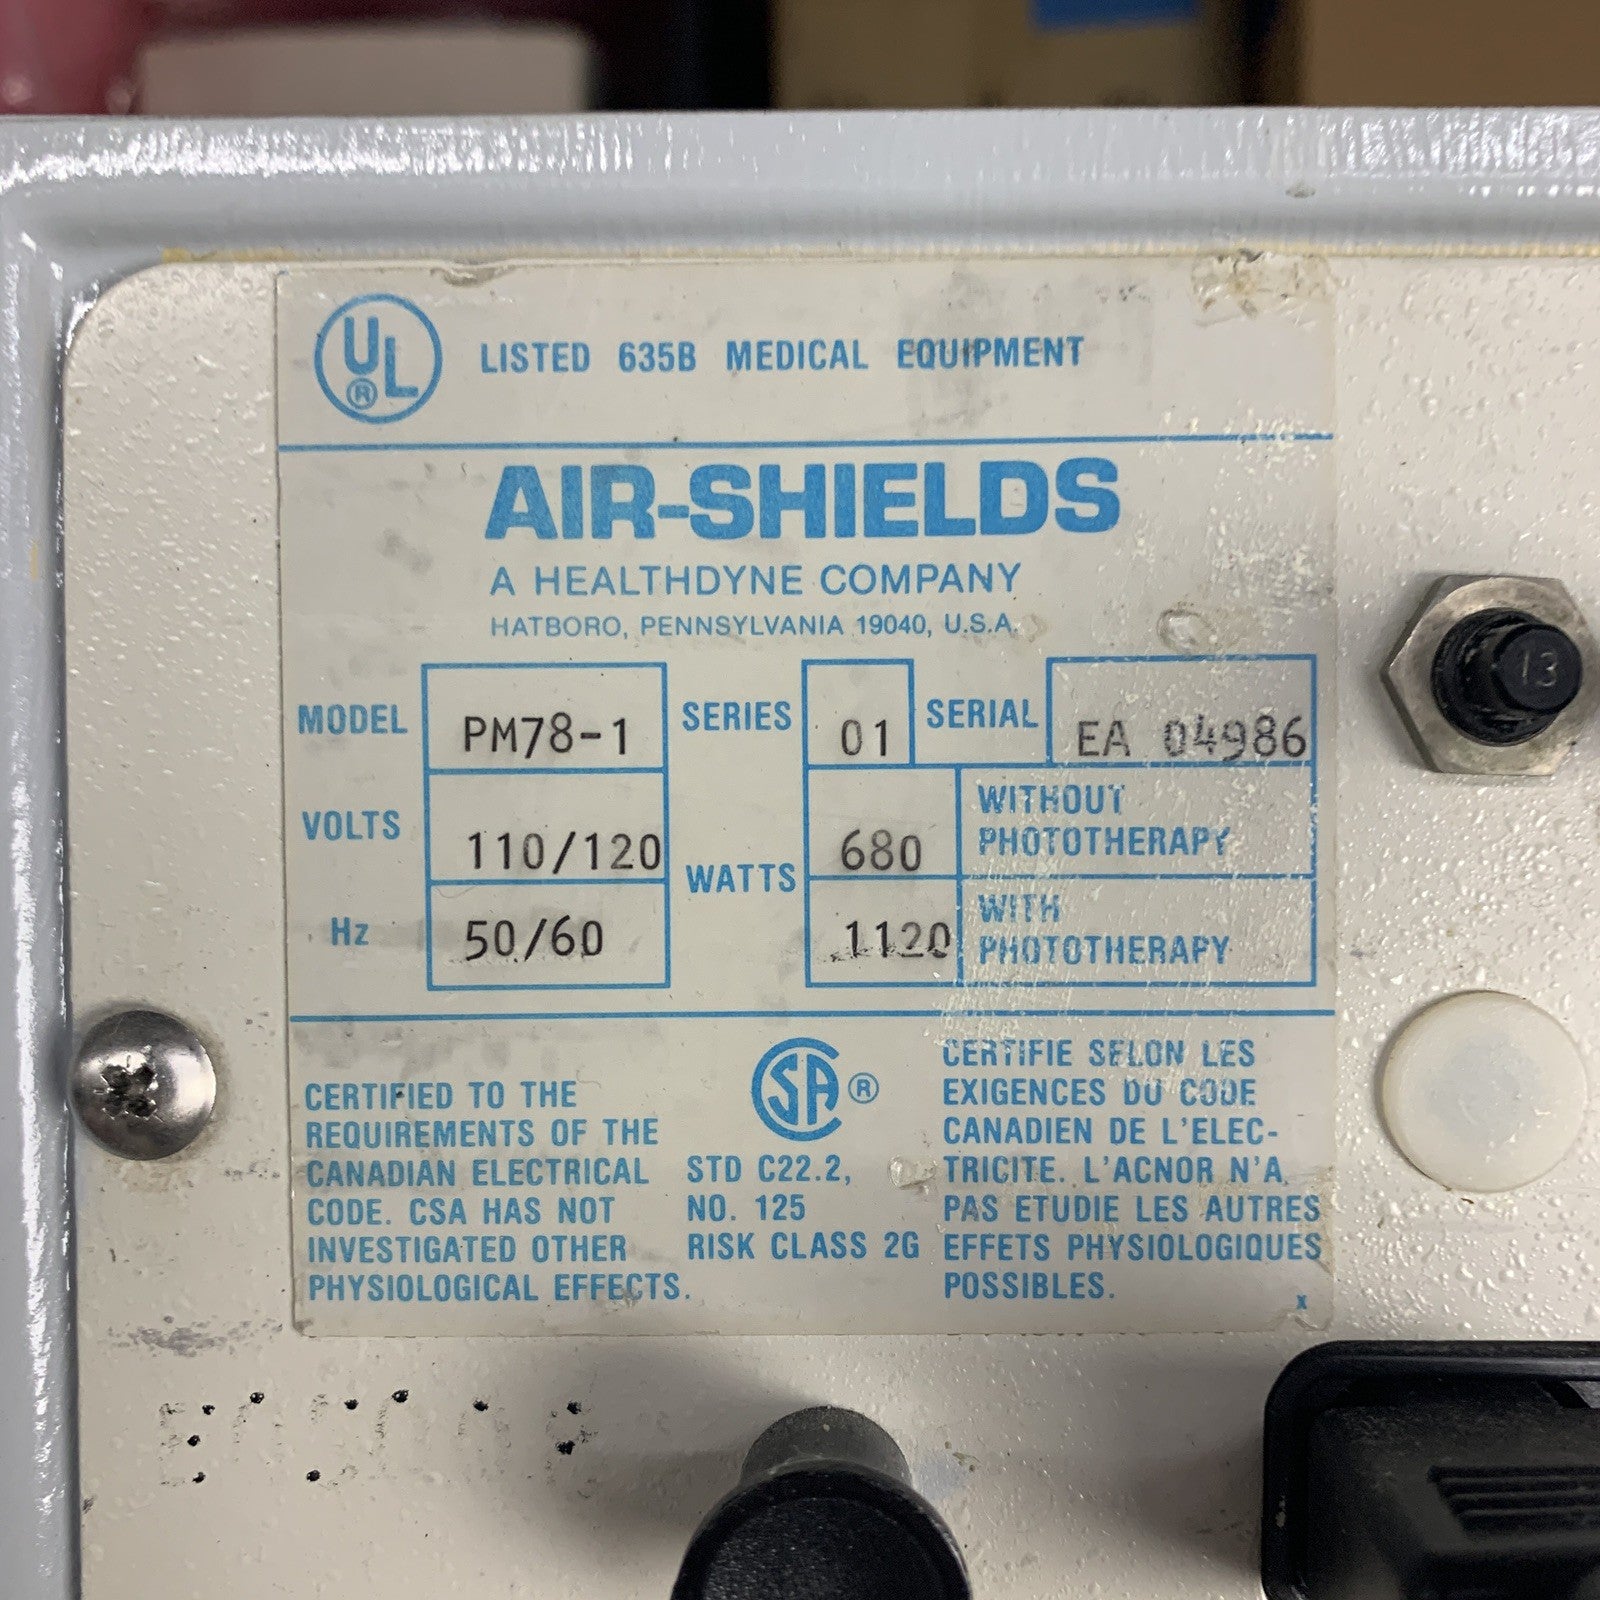 UL®
LISTED 635B MEDICAL EQUIPMENT
AIR-SHIELDS
A HEALTHDYNE COMPANY
HATBORO, PENNSYLVANIA 19040, U.S.A.
MODEL PM78-1 SERIES 01 SERIAL EA 04986
VOLTS 110/120 WATTS 680 WITHOUT
PHOTOTHERAPY
Hz 50/60 1120 WITH
PHOTOTHERAPY
CERTIFIED TO THE
REQUIREMENTS OF THE
CANADIAN ELECTRICAL
CODE. CSA HAS NOT
INVESTIGATED OTHER
PHYSIOLOGICAL EFFECTS.
CSA®
STD C22.2,
NO. 125
RISK CLASS 2G
CERTIFIE SELON LES
EXIGENCES DU CODE
CANADIEN DE L'ELEC-
TRICITE. L'ACNOR N'A
PAS ETUDIE LES AUTRES
EFFETS PHYSIOLOGIQUES
POSSIBLES.
x
13